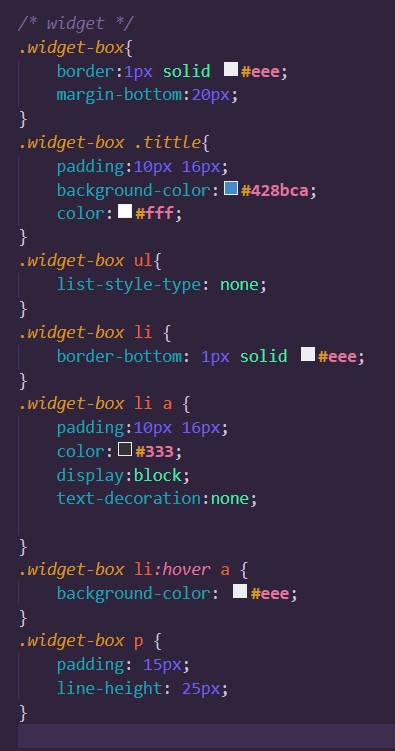 /* widget */
.widget-box{
    border:1px solid #eee;
    margin-bottom:20px;
}
.widget-box .tittle{
    padding:10px 16px;
    background-color:#428bca;
    color:#fff;
}
.widget-box ul{
    list-style-type: none;
}
.widget-box li {
    border-bottom: 1px solid #eee;
}
.widget-box li a {
    padding:10px 16px;
    color:#333;
    display:block;
    text-decoration:none;

}
.widget-box li:hover a {
    background-color: #eee;
}
.widget-box p {
    padding: 15px;
    line-height: 25px;
}